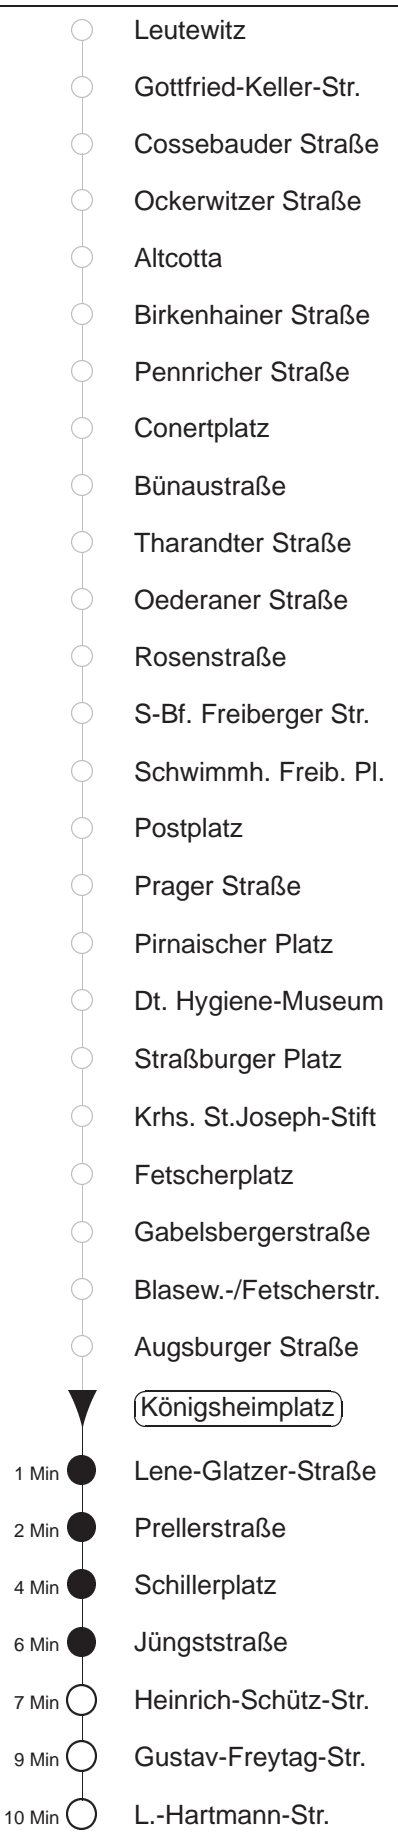 Leutewitz
Gottfried-Keller-Str.
Cossebauder Straße
Ockerwitzer Straße
Altcotta
Birkenhainer Straße
Pennricher Straße
Conertplatz
Bünaustraße
Tharandter Straße
Oederaner Straße
Rosenstraße
S-Bf. Freiberger Str.
Schwimmh. Freib. Pl.
Postplatz
Prager Straße
Pirnaischer Platz
Dt. Hygiene-Museum
Straßburger Platz
Krhs. St.Joseph-Stift
Fetscherplatz
Gabelsbergerstraße
Blasew.-/Fetscherstr.
Augsburger Straße
Königsheimplatz
1 Min Lene-Glatzer-Straße
2 Min Prellerstraße
4 Min Schillerplatz
6 Min Jüngststraße
7 Min Heinrich-Schütz-Str.
9 Min Gustav-Freytag-Str.
10 Min L.-Hartmann-Str.